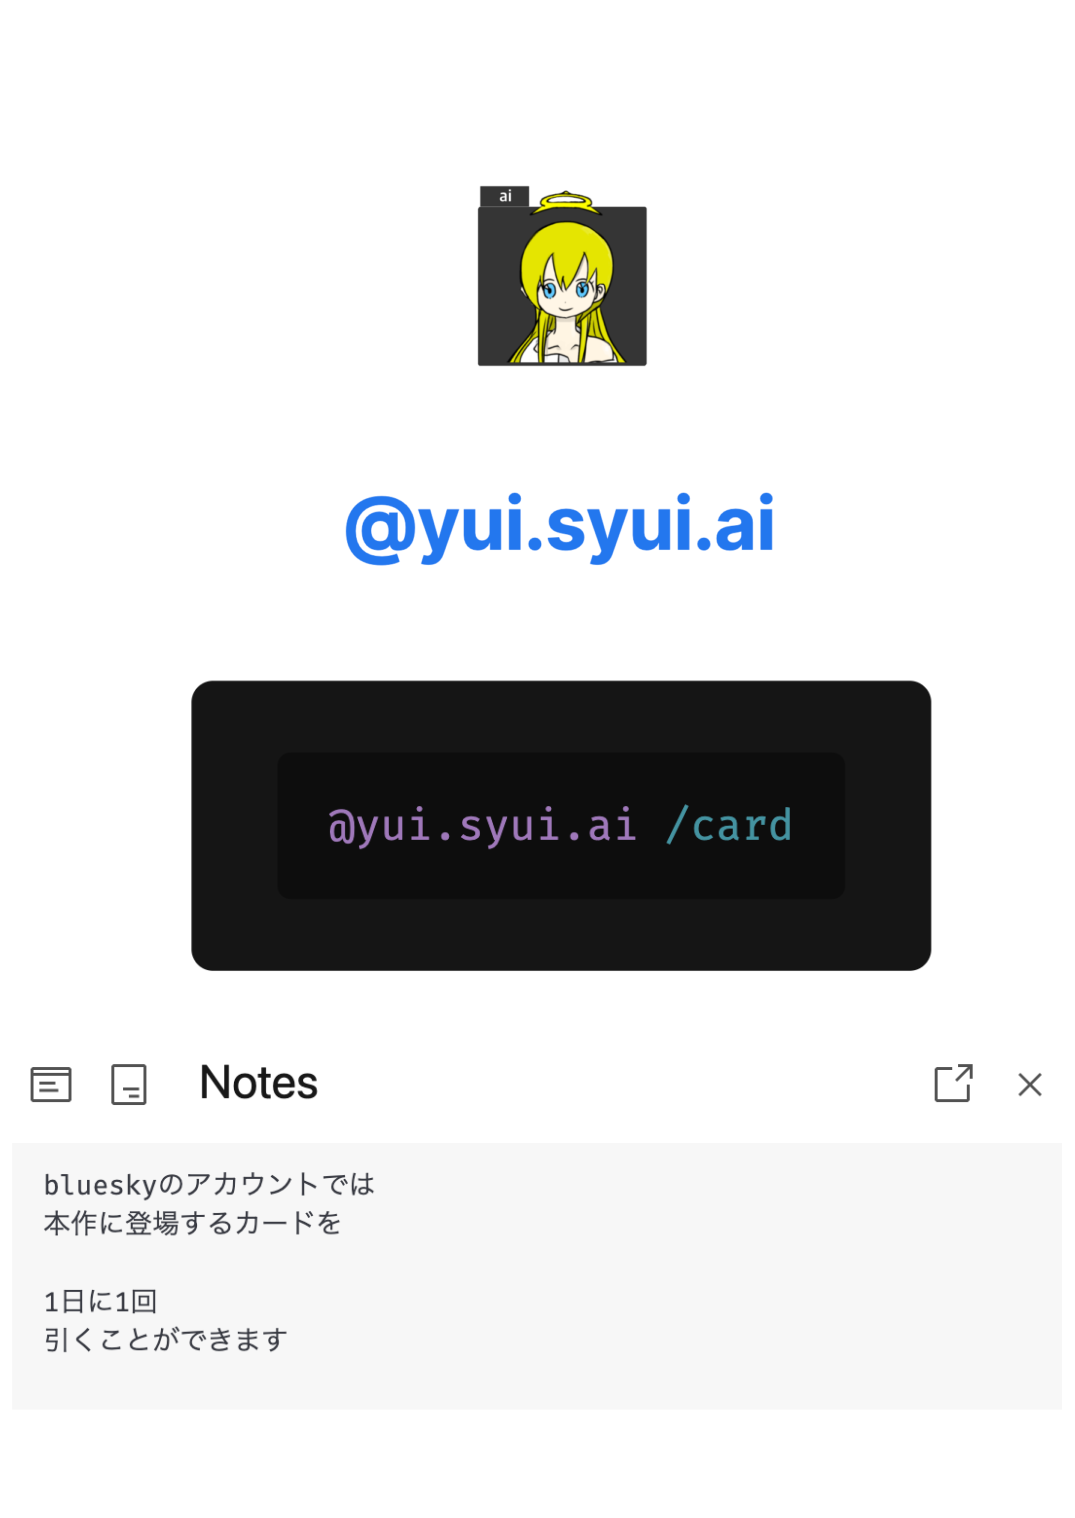 ai
@yui.syui.ai
@yui.syui.ai /card
Notes
blueskyのアカウントでは
本作に登場するカードを
1日に1回
引くことができます